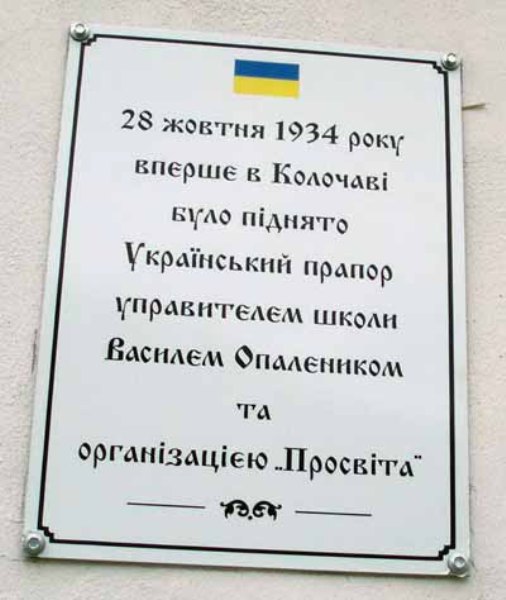 28 жовтня 1934 року
вперше в Колочаві
було піднято
Український прапор
управителем школи
Василем Опалеником
та
організацією „Просвіта"